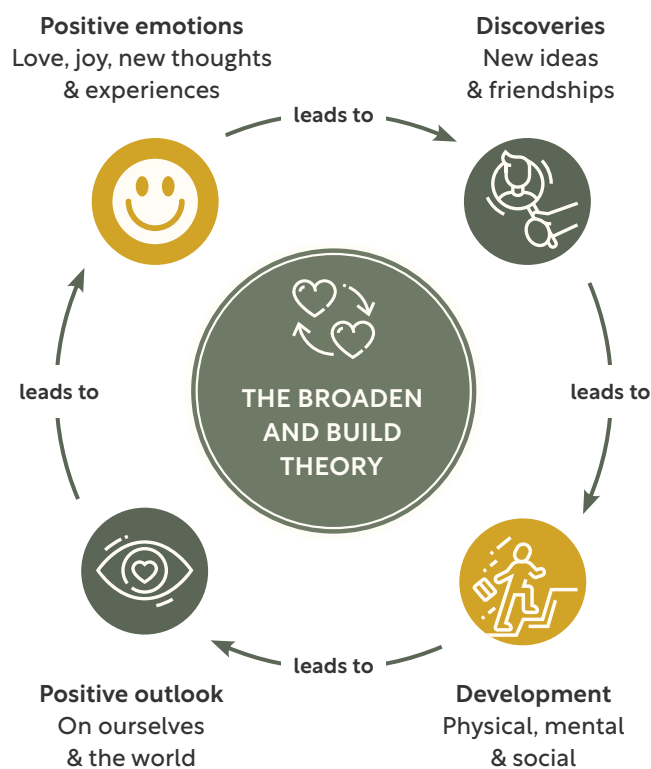 Positive emotions
Love, joy, new thoughts
& experiences
leads to
Discoveries
New ideas
& friendships
leads to
Development
Physical, mental
& social
leads to
Positive outlook
On ourselves
& the world
leads to
THE BROADEN
AND BUILD
THEORY